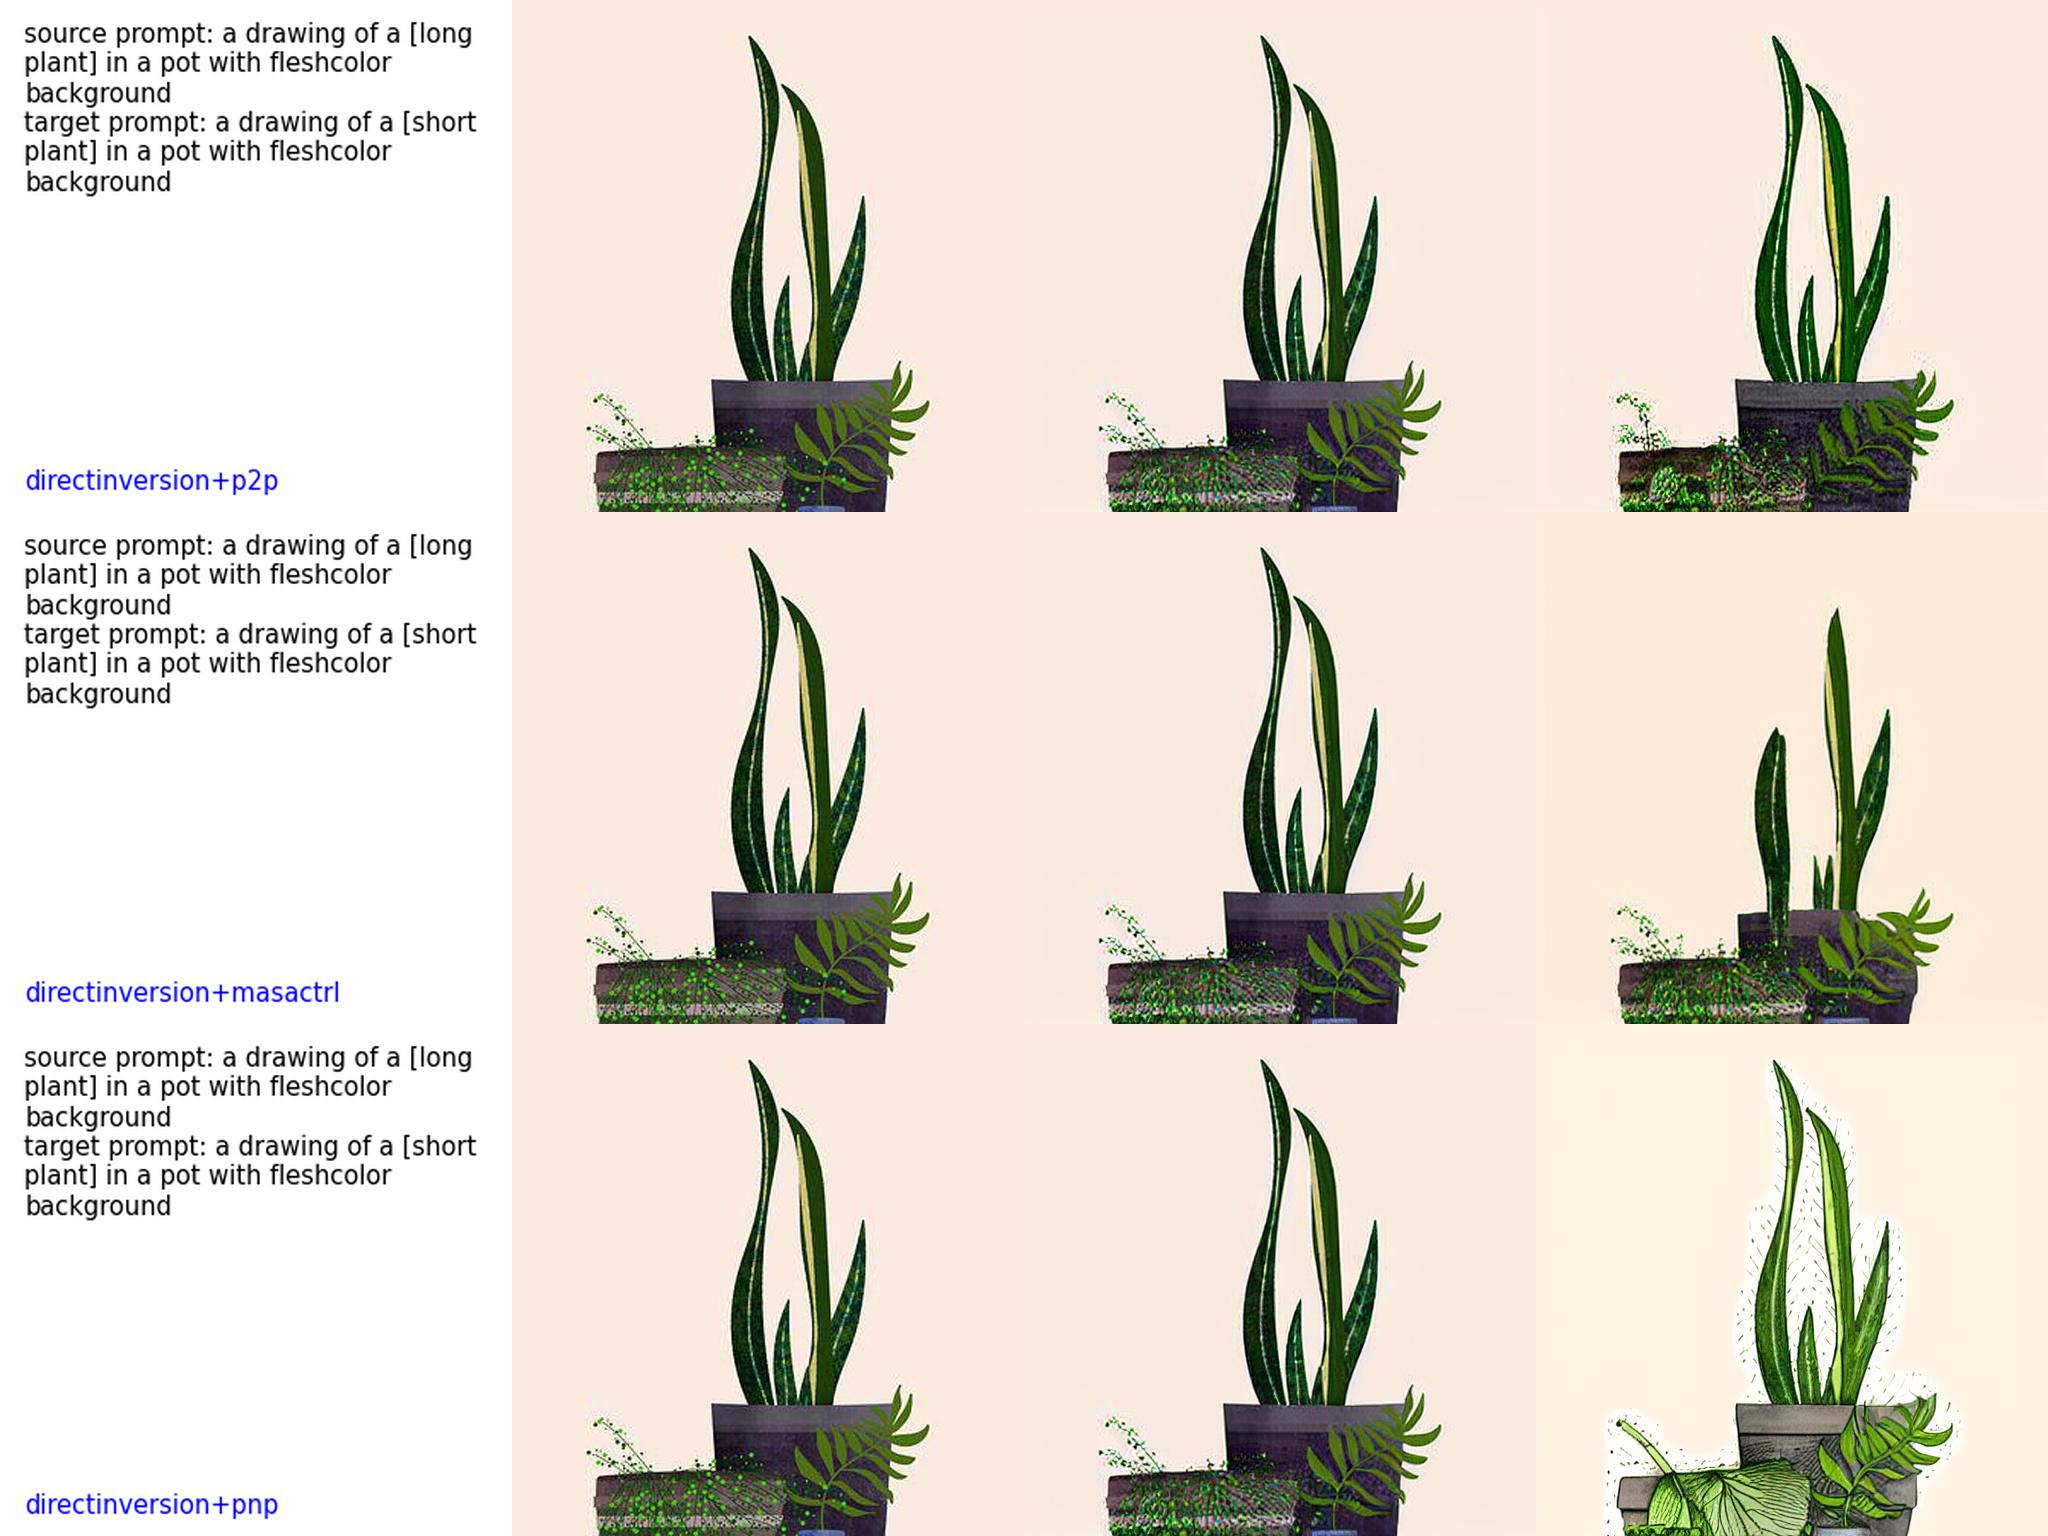 source prompt: a drawing of a [long
plant] in a pot with fleshcolor
background
target prompt: a drawing of a [short
plant] in a pot with fleshcolor
background
directinversion+p2p
source prompt: a drawing of a [long
plant] in a pot with fleshcolor
background
target prompt: a drawing of a [short
plant] in a pot with fleshcolor
background
directinversion+masactrl
source prompt: a drawing of a [long
plant] in a pot with fleshcolor
background
target prompt: a drawing of a [short
plant] in a pot with fleshcolor
background
directinversion+pnp